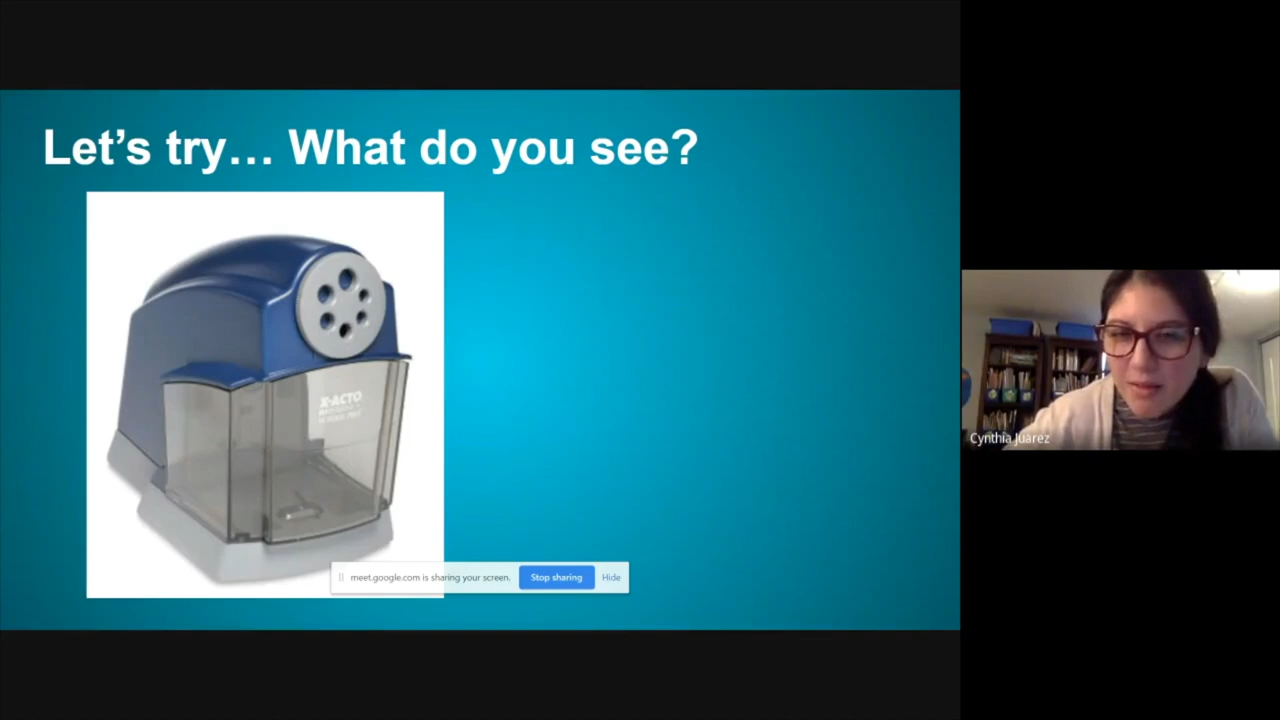 Let’s try… What do you see?
X-ACTO
meet.google.com is sharing your screen.
Stop sharing
Hide
Cynthia Juarez